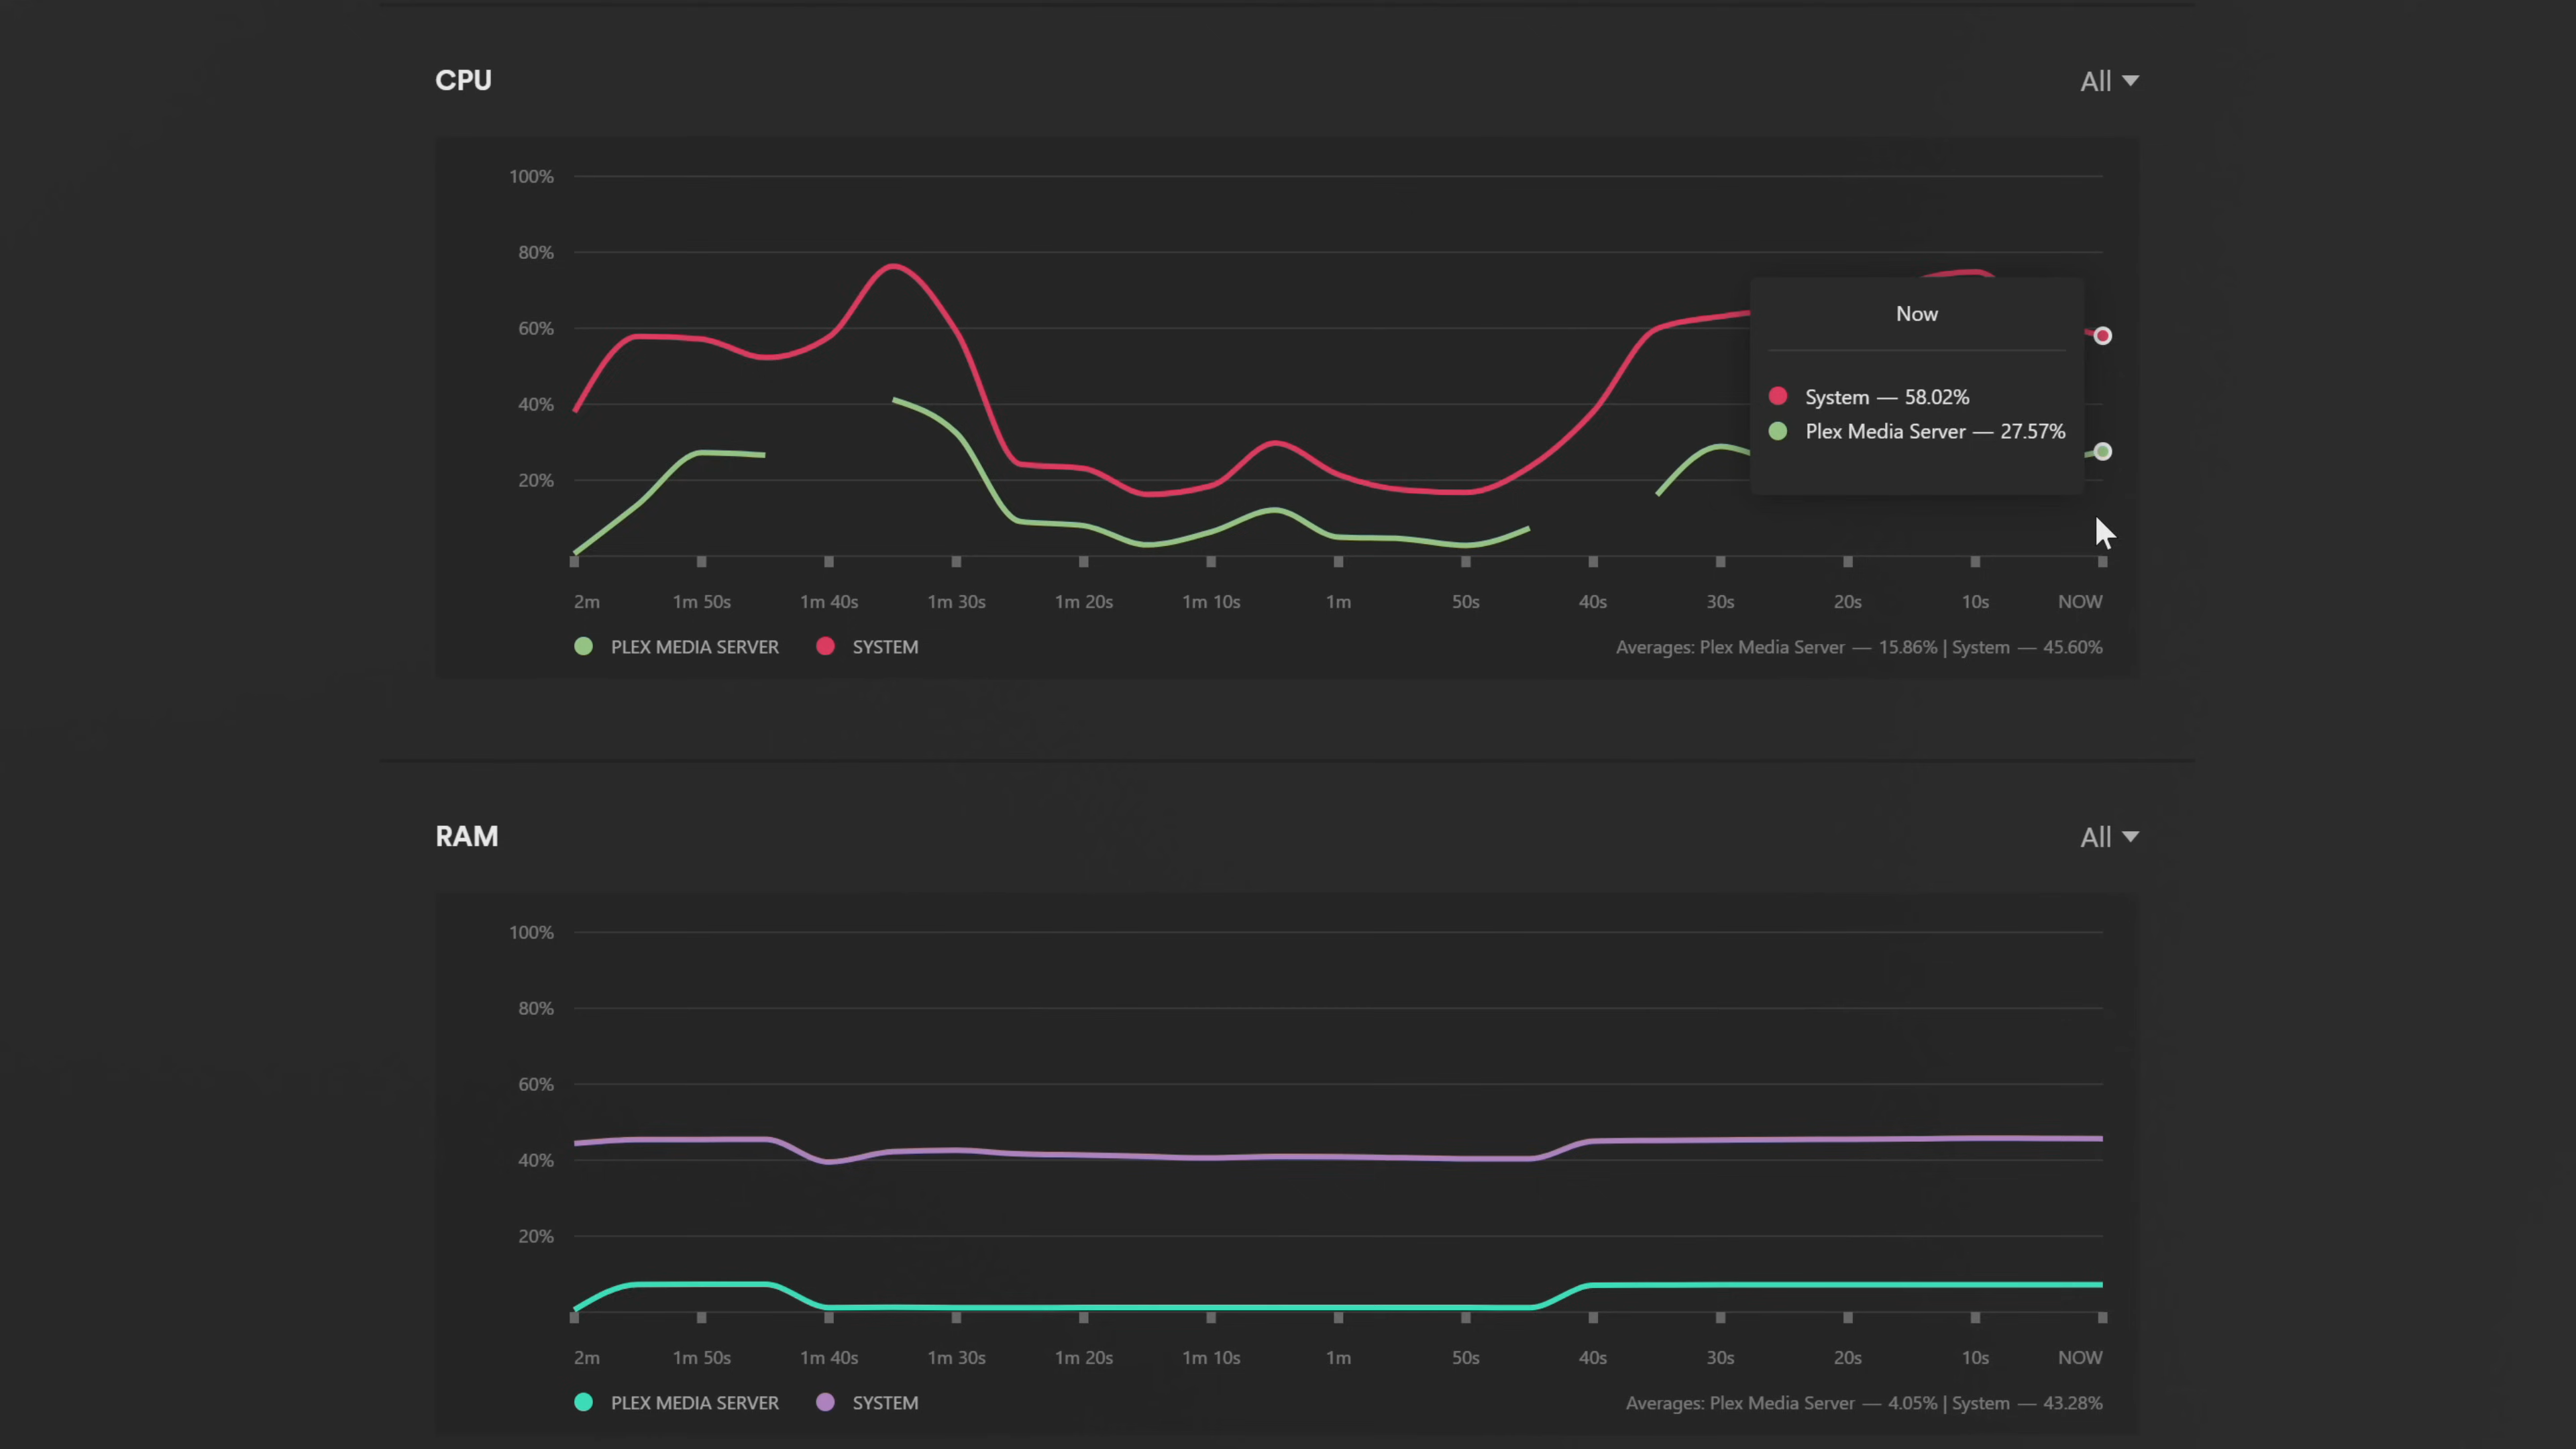 CPU
All
100%
80%
60%
40%
20%
Now
System — 58.02%
Plex Media Server — 27.57%
2m 1m 50s 1m 40s 1m 30s 1m 20s 1m 10s 1m 50s 40s 30s 20s 10s NOW
PLEX MEDIA SERVER SYSTEM Averages: Plex Media Server — 15.86% | System — 45.60%
RAM
All
100%
80%
60%
40%
20%
2m 1m 50s 1m 40s 1m 30s 1m 20s 1m 10s 1m 50s 40s 30s 20s 10s NOW
PLEX MEDIA SERVER SYSTEM Averages: Plex Media Server — 4.05% | System — 43.28%